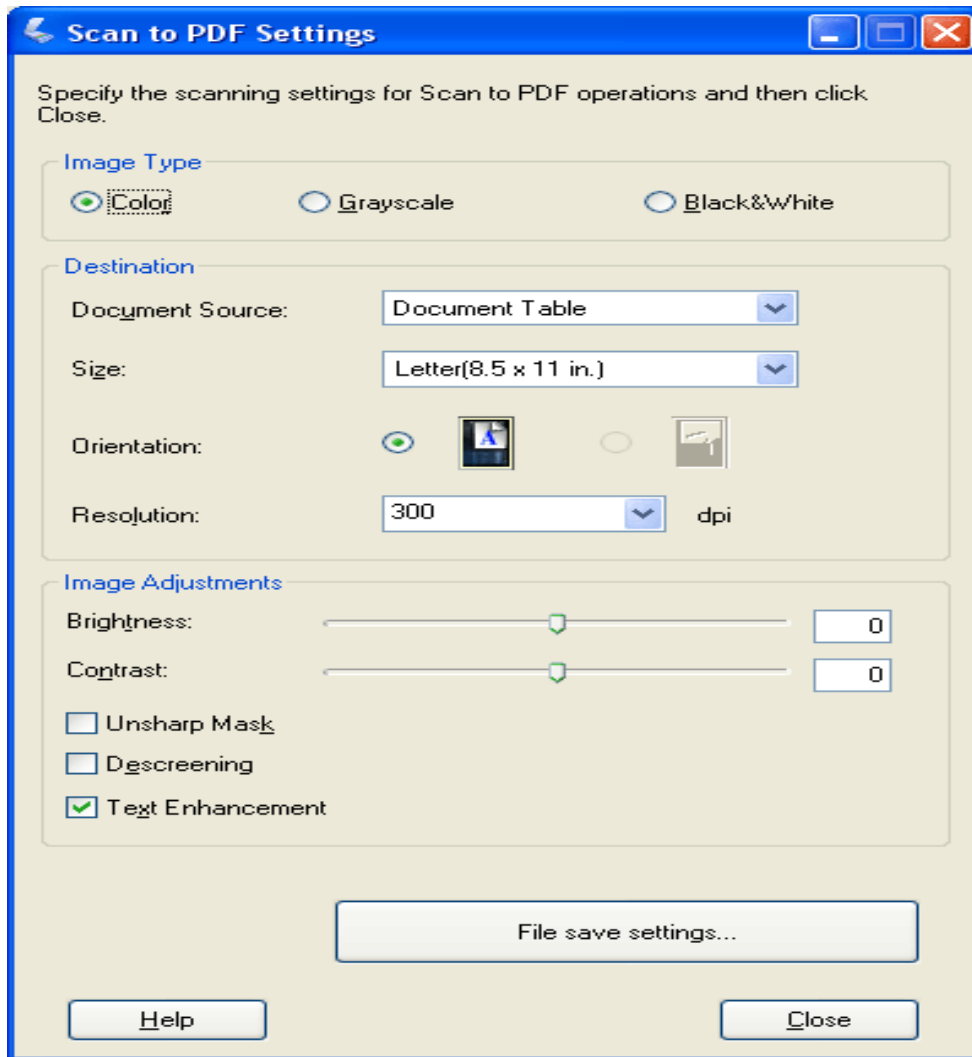 Scan to PDF Settings
Specify the scanning settings for Scan to PDF operations and then click
Close.
Image Type
Color Grayscale Black&White
Destination
Document Source: Document Table
Size: Letter(8.5 x 11 in.)
Orientation: A
Resolution: 300 dpi
Image Adjustments
Brightness: 0
Contrast: 0
Unsharp Mask
Descreening
Text Enhancement
File save settings...
Help Close